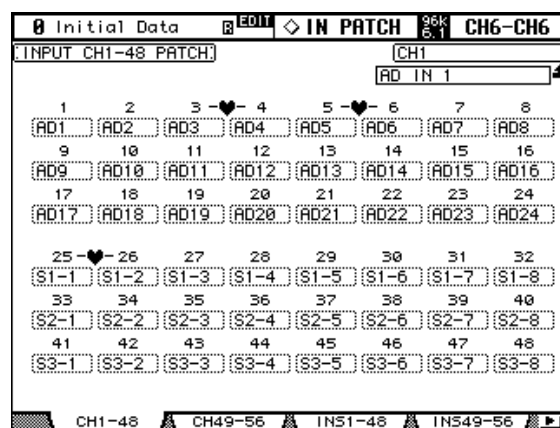 0 Initial Data R EDIT ◇ IN PATCH 96k 6.1 CH6-CH6
INPUT CH1-48 PATCH CH1
AD IN 1
1 2 3 -♥- 4 5 -♥- 6 7 8
AD1 AD2 AD3 AD4 AD5 AD6 AD7 AD8
9 10 11 12 13 14 15 16
AD9 AD10 AD11 AD12 AD13 AD14 AD15 AD16
17 18 19 20 21 22 23 24
AD17 AD18 AD19 AD20 AD21 AD22 AD23 AD24
25 -♥- 26 27 28 29 30 31 32
S1-1 S1-2 S1-3 S1-4 S1-5 S1-6 S1-7 S1-8
33 34 35 36 37 38 39 40
S2-1 S2-2 S2-3 S2-4 S2-5 S2-6 S2-7 S2-8
41 42 43 44 45 46 47 48
S3-1 S3-2 S3-3 S3-4 S3-5 S3-6 S3-7 S3-8
CH1-48 CH49-56 INS1-48 INS49-56